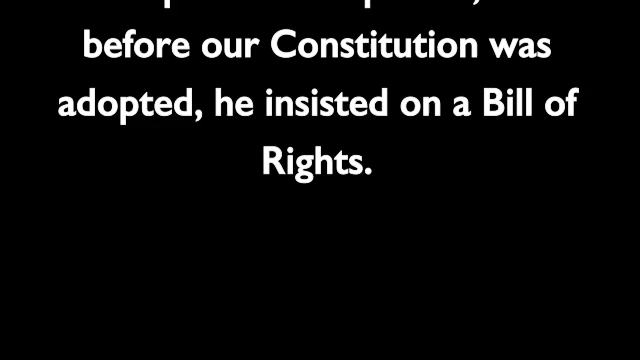 before our Constitution was
adopted, he insisted on a Bill of
Rights.